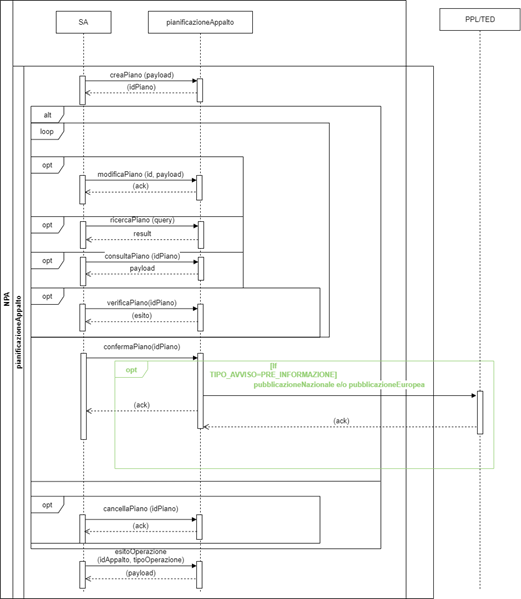 SA
pianificazioneAppalto
PPL/TED
NPA
pianificazioneAppalto
creaPiano (payload)
(idPiano)
alt
loop
opt
modificaPiano (id, payload)
(ack)
opt
ricercaPiano (query)
result
opt
consultaPiano (idPiano)
payload
opt
verificaPiano(idPiano)
(esito)
confermaPiano(idPiano)
opt
[If
TIPO_AVVISO=PRE_INFORMAZIONE]
pubblicazioneNazionale e/o pubblicazioneEuropea
(ack)
(ack)
opt
cancellaPiano (idPiano)
(ack)
esitoOperazione
(idAppalto, tipoOperazione)
(payload)